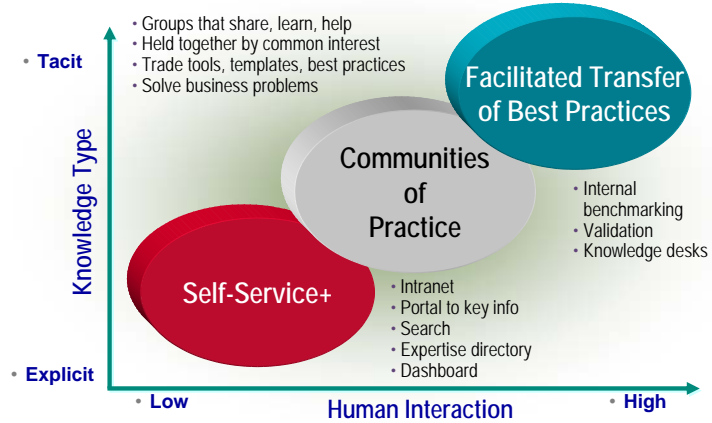 • Groups that share, learn, help
• Held together by common interest
• Trade tools, templates, best practices
• Solve business problems
• Tacit
Knowledge Type
• Explicit
Facilitated Transfer
of Best Practices
Communities
of
Practice
Self-Service+
• Internal
benchmarking
• Validation
• Knowledge desks
• Intranet
• Portal to key info
• Search
• Expertise directory
• Dashboard
• Low
Human Interaction
• High